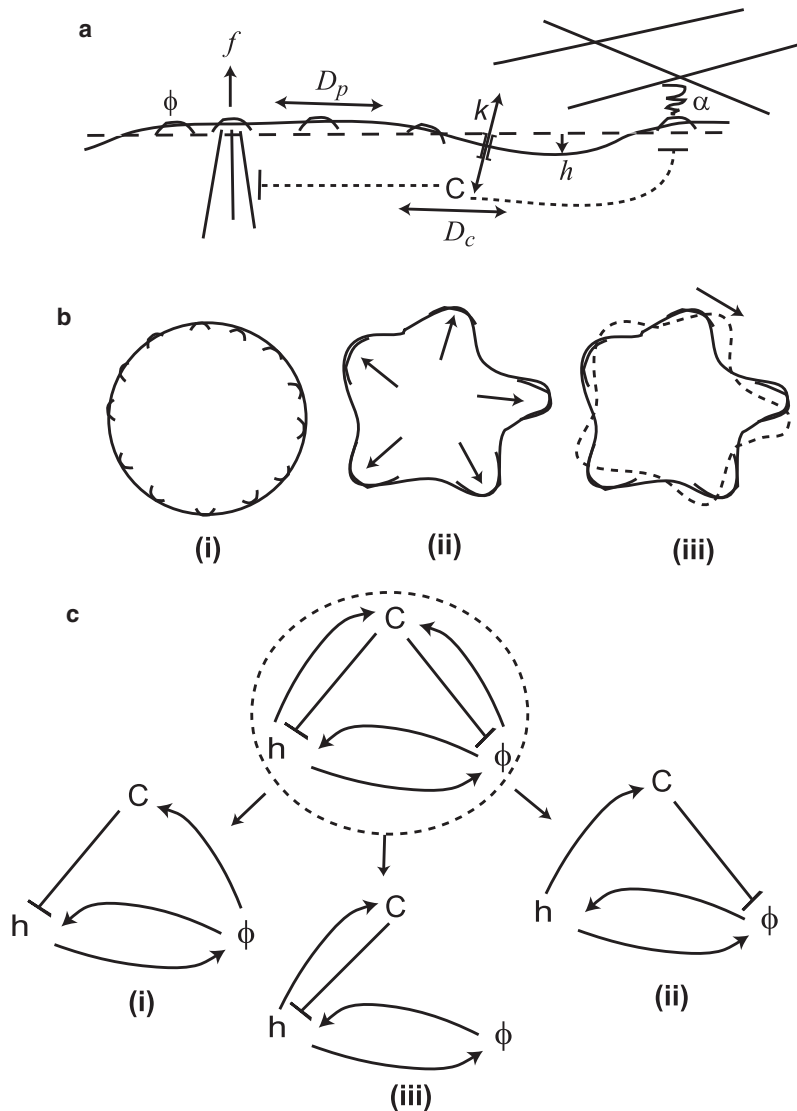 a
f
ϕ
D_p
k
α
h
C
D_c
b
(i)
(ii)
(iii)
c
C
h
ϕ
C
h
ϕ
(i)
C
h
ϕ
(iii)
C
h
ϕ
(ii)